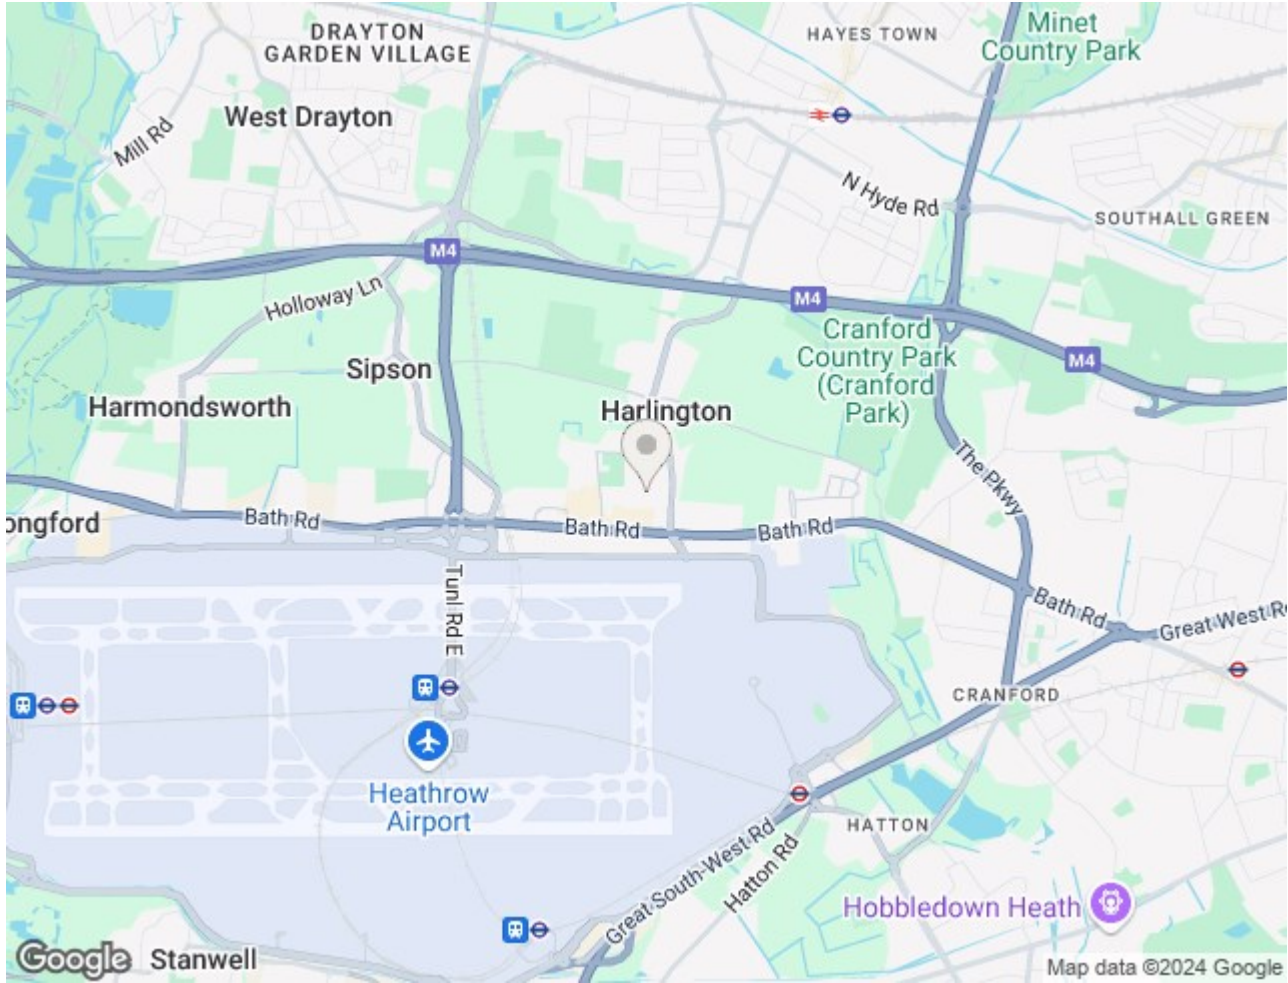 DRAYTON
GARDEN VILLAGE
HAYES TOWN
Minet
Country Park
West Drayton
Mill Rd
N Hyde Rd
SOUTHALL GREEN
M4
Holloway Ln
M4
Cranford
Country Park
(Cranford
Park)
M4
Sipson
Harmondsworth
Harlington
The Pkwy
ongford
Bath Rd
Bath Rd
Bath Rd
Tunl Rd E
Bath Rd
Great West Rd
CRANFORD
Heathrow
Airport
HATTON
Great South-West Rd
Hatton Rd
Hobbledown Heath
Google
Stanwell
Map data ©2024 Google